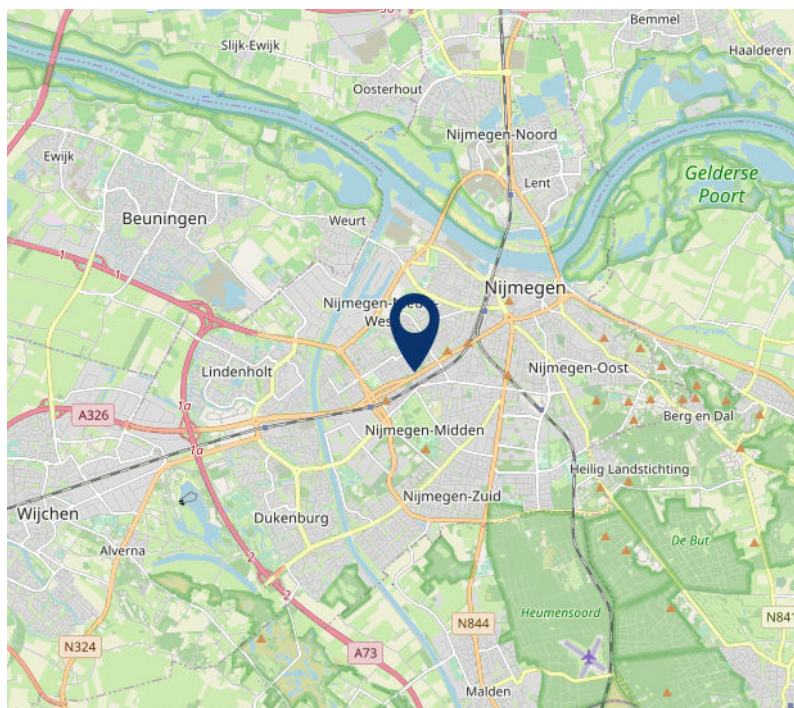 Bemmel
Slijk-Ewijk
Haalderen
Oosterhout
Nijmegen-Noord
Ewijk
Gelderse
Poort
Lent
Beuningen
Weurt
1
1
Nijmegen
Lindenholt
Nijmegen-Oost
1a
A326
Berg en Dal
Nijmegen-Midden
1a
Heilig Landstichting
Nijmegen-Zuid
Wijchen
Dukenburg
De But
Alverna
2
2
Heumensoord
N844
N841
N324
A73
Malden